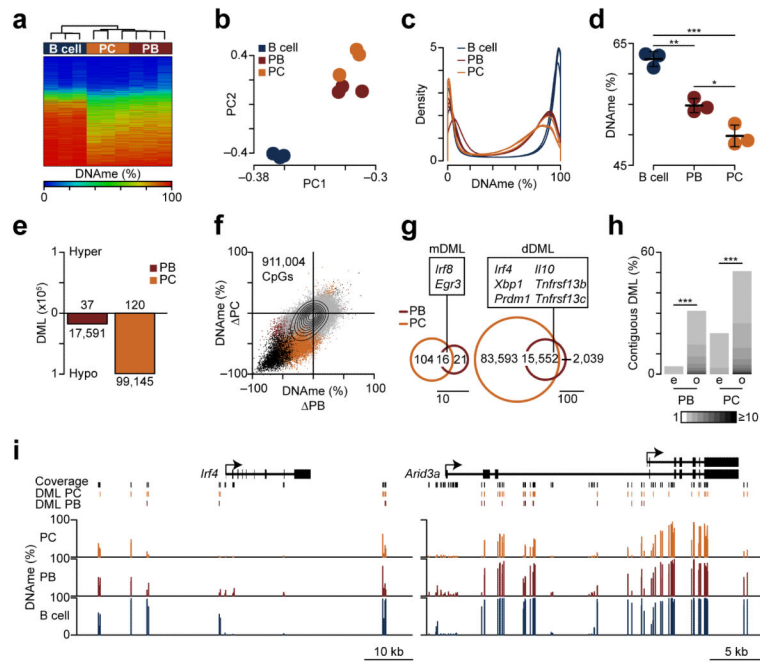 a
B cell PC PB
DNAme (%)
0 100
b
B cell
PB
PC
0.4
PC2
−0.4
−0.38 −0.3
PC1
c
B cell
PB
PC
5
Density
0
0 100
DNAme (%)
d
***
**
*
65
DNAme (%)
45
B cell PB PC
e
1 Hyper
DML (x10⁵)
PB
PC
37 120
0
17,591
1 Hypo
99,145
f
100
911,004
CpGs
DNAme (%)
ΔPC
0
−100
−100 0 100
DNAme (%)
ΔPB
g
mDML dDML
Irf8
Egr3
Irf4 Il10
Xbp1 Tnfrsf13b
Prdm1 Tnfrsf13c
PB
PC
104 16 21
83,593 15,552 2,039
10 100
h
60
Contiguous DML (%)
0
***
***
e o e o
PB PC
1 ≥10
i
Irf4 Arid3a
Coverage
DML PC
DML PB
100
PC
100
PB
100
B cell
0
DNAme (%)
10 kb 5 kb